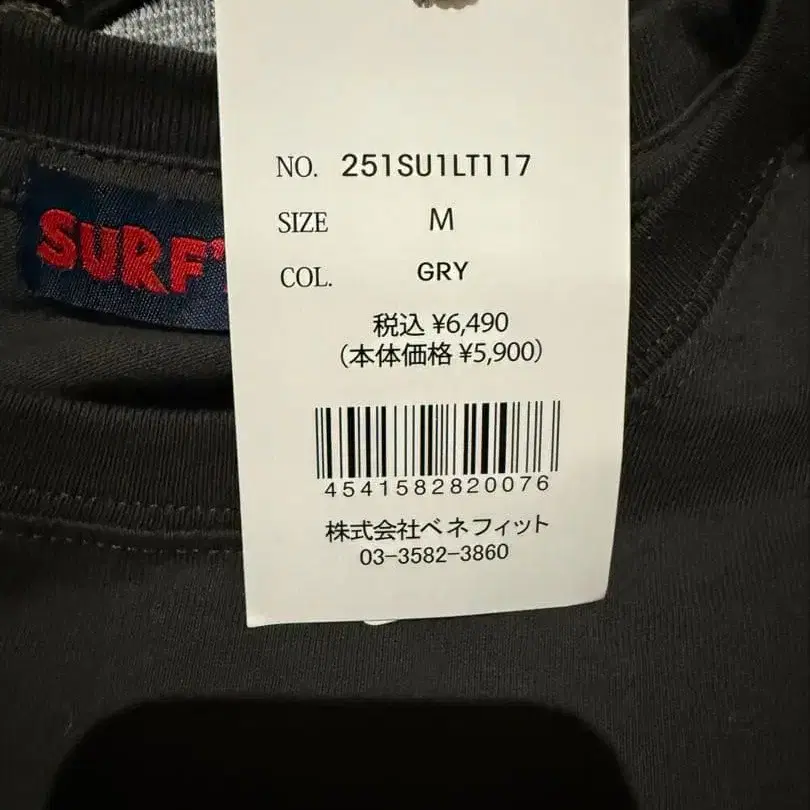 NO. 251SU1LT117
SIZE M
COL. GRY
税込 ¥6,490
(本体価格 ¥5,900)
4541582820076
株式会社ベネフィット
03-3582-3860
SURF